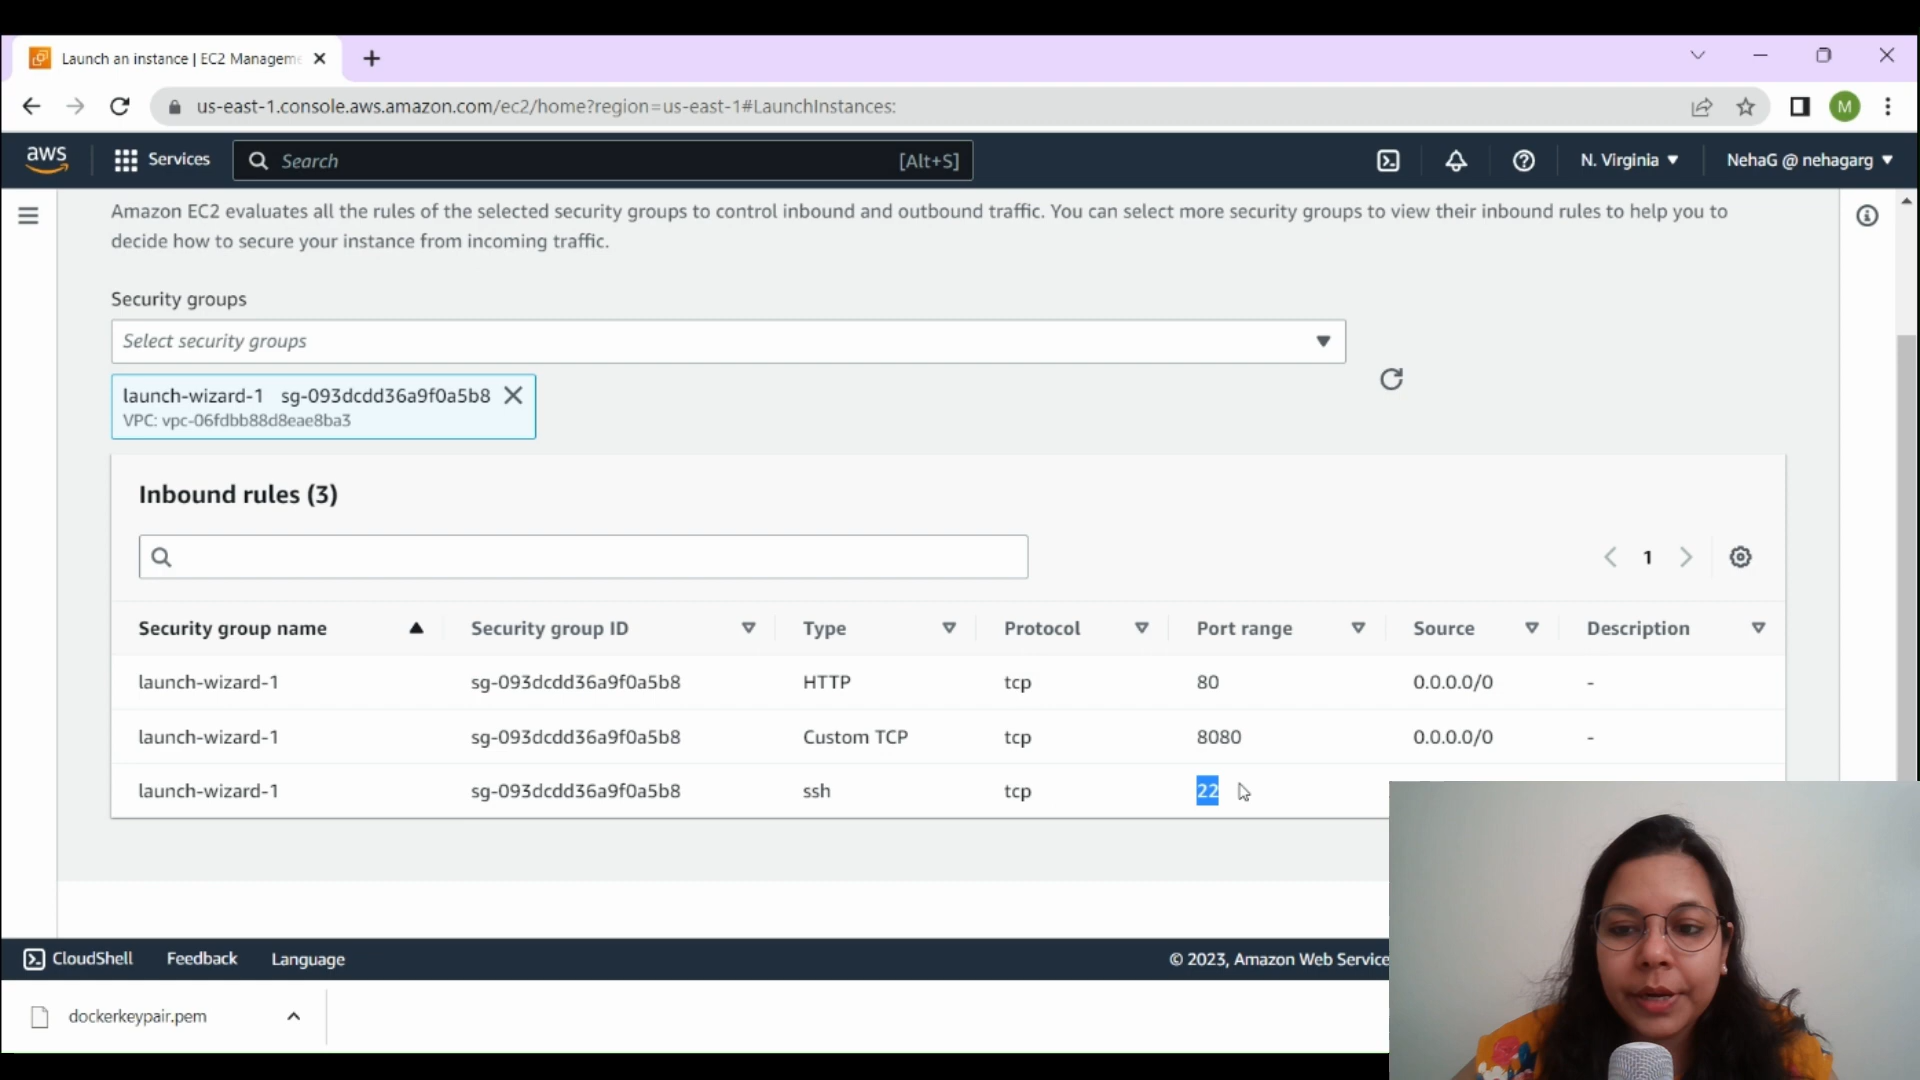 Launch an instance | EC2 Manageme
us-east-1.console.aws.amazon.com/ec2/home?region=us-east-1#LaunchInstances:
M
aws
Services
Search
[Alt+S]
N. Virginia
NehaG @ nehagarg
Amazon EC2 evaluates all the rules of the selected security groups to control inbound and outbound traffic. You can select more security groups to view their inbound rules to help you to
decide how to secure your instance from incoming traffic.
Security groups
Select security groups
launch-wizard-1 sg-093dcdd36a9f0a5b8
VPC: vpc-06fdbb88d8eae8ba3
Inbound rules (3)
1
Security group name Security group ID Type Protocol Port range Source Description
launch-wizard-1 sg-093dcdd36a9f0a5b8 HTTP tcp 80 0.0.0.0/0 -
launch-wizard-1 sg-093dcdd36a9f0a5b8 Custom TCP tcp 8080 0.0.0.0/0 -
launch-wizard-1 sg-093dcdd36a9f0a5b8 ssh tcp 22
CloudShell Feedback Language © 2023, Amazon Web Service
dockerkeypair.pem